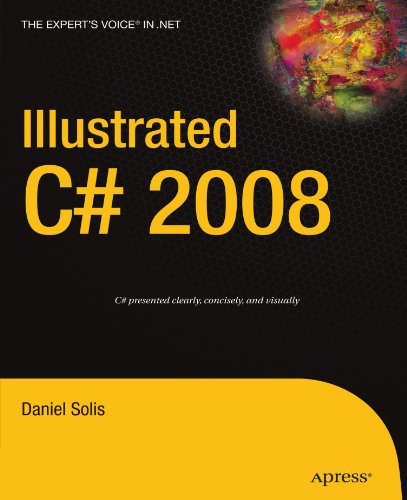 THE EXPERT'S VOICE® IN .NET
Illustrated
C# 2008
C# presented clearly, concisely, and visually
Daniel Solis
Apress®